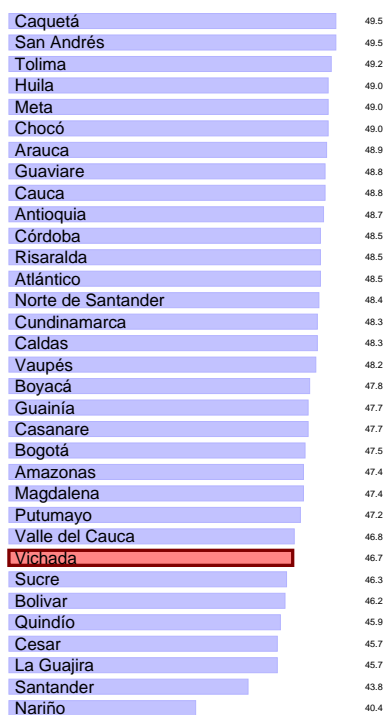 Caquetá 49.5
San Andrés 49.5
Tolima 49.2
Huila 49.0
Meta 49.0
Chocó 49.0
Arauca 48.9
Guaviare 48.8
Cauca 48.8
Antioquia 48.7
Córdoba 48.5
Risaralda 48.5
Atlántico 48.5
Norte de Santander 48.4
Cundinamarca 48.3
Caldas 48.3
Vaupés 48.2
Boyacá 47.8
Guainía 47.7
Casanare 47.7
Bogotá 47.5
Amazonas 47.4
Magdalena 47.4
Putumayo 47.2
Valle del Cauca 46.8
Vichada 46.7
Sucre 46.3
Bolivar 46.2
Quindío 45.9
Cesar 45.7
La Guajira 45.7
Santander 43.8
Nariño 40.4